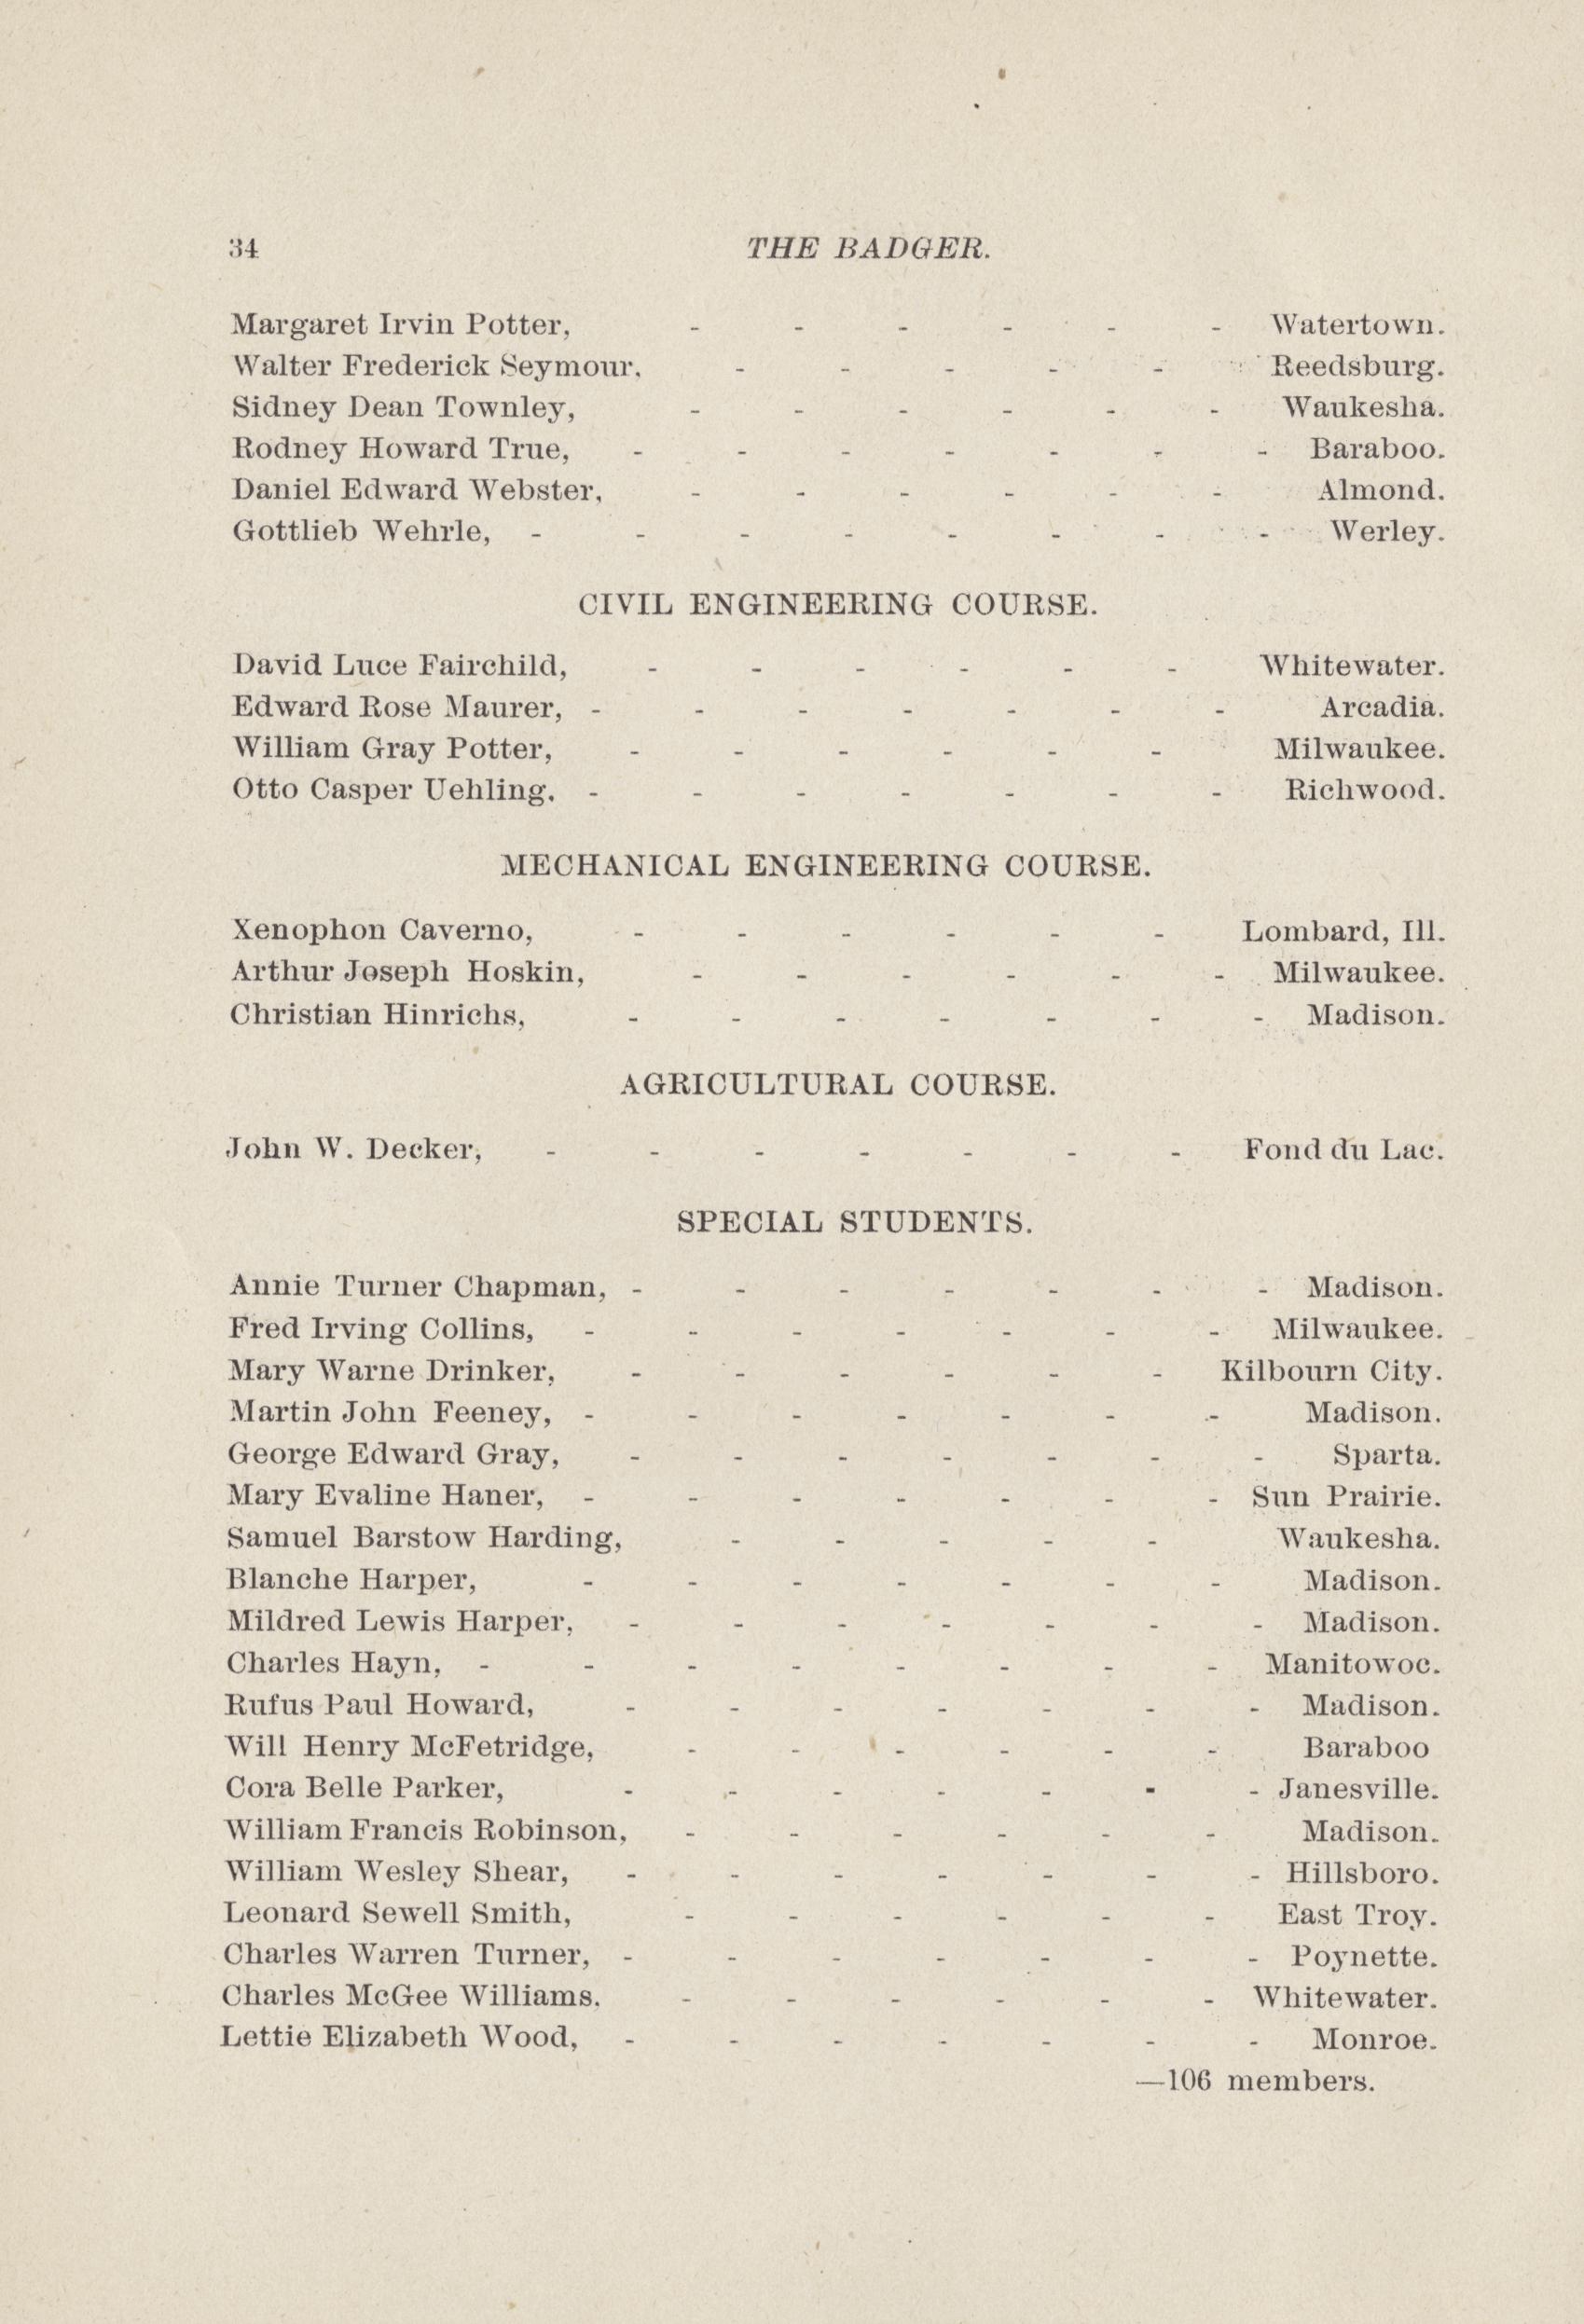 34 THE BADGER.
Margaret Irvin Potter, - - - - - - Watertown.
Walter Frederick Seymour, - - - - - Reedsburg.
Sidney Dean Townley, - - - - - - Waukesha.
Rodney Howard True, - - - - - - - Baraboo.
Daniel Edward Webster, - - - - - - Almond.
Gottlieb Wehrle, - - - - - - - - Werley.
CIVIL ENGINEERING COURSE.
David Luce Fairchild, - - - - - - Whitewater.
Edward Rose Maurer, - - - - - - - Arcadia.
William Gray Potter, - - - - - - Milwaukee.
Otto Casper Uehling, - - - - - - - Richwood.
MECHANICAL ENGINEERING COURSE.
Xenophon Caverno, - - - - - - Lombard, Ill.
Arthur Joseph Hoskin, - - - - - - Milwaukee.
Christian Hinrichs, - - - - - - - Madison.
AGRICULTURAL COURSE.
John W. Decker, - - - - - - - Fond du Lac.
SPECIAL STUDENTS.
Annie Turner Chapman, - - - - - - - Madison.
Fred Irving Collins, - - - - - - - Milwaukee.
Mary Warne Drinker, - - - - - - Kilbourn City.
Martin John Feeney, - - - - - - - Madison.
George Edward Gray, - - - - - - - Sparta.
Mary Evaline Haner, - - - - - - - Sun Prairie.
Samuel Barstow Harding, - - - - - Waukesha.
Blanche Harper, - - - - - - - Madison.
Mildred Lewis Harper, - - - - - - - Madison.
Charles Hayn, - - - - - - - - Manitowoc.
Rufus Paul Howard, - - - - - - - Madison.
Will Henry McFetridge, - - - - - - Baraboo
Cora Belle Parker, - - - - - - - Janesville.
William Francis Robinson, - - - - - - Madison.
William Wesley Shear, - - - - - - - Hillsboro.
Leonard Sewell Smith, - - - - - - East Troy.
Charles Warren Turner, - - - - - - - Poynette.
Charles McGee Williams. - - - - - - Whitewater.
Lettie Elizabeth Wood, - - - - - - - Monroe.
—106 members.